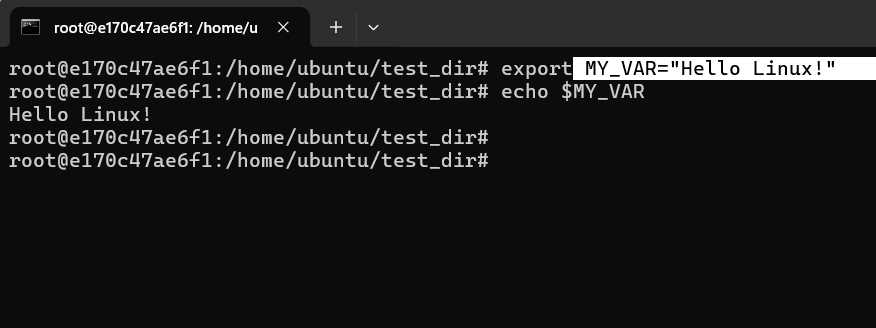 root@e170c47ae6f1: /home/u
root@e170c47ae6f1:/home/ubuntu/test_dir# export MY_VAR="Hello Linux!"
root@e170c47ae6f1:/home/ubuntu/test_dir# echo $MY_VAR
Hello Linux!
root@e170c47ae6f1:/home/ubuntu/test_dir#
root@e170c47ae6f1:/home/ubuntu/test_dir#